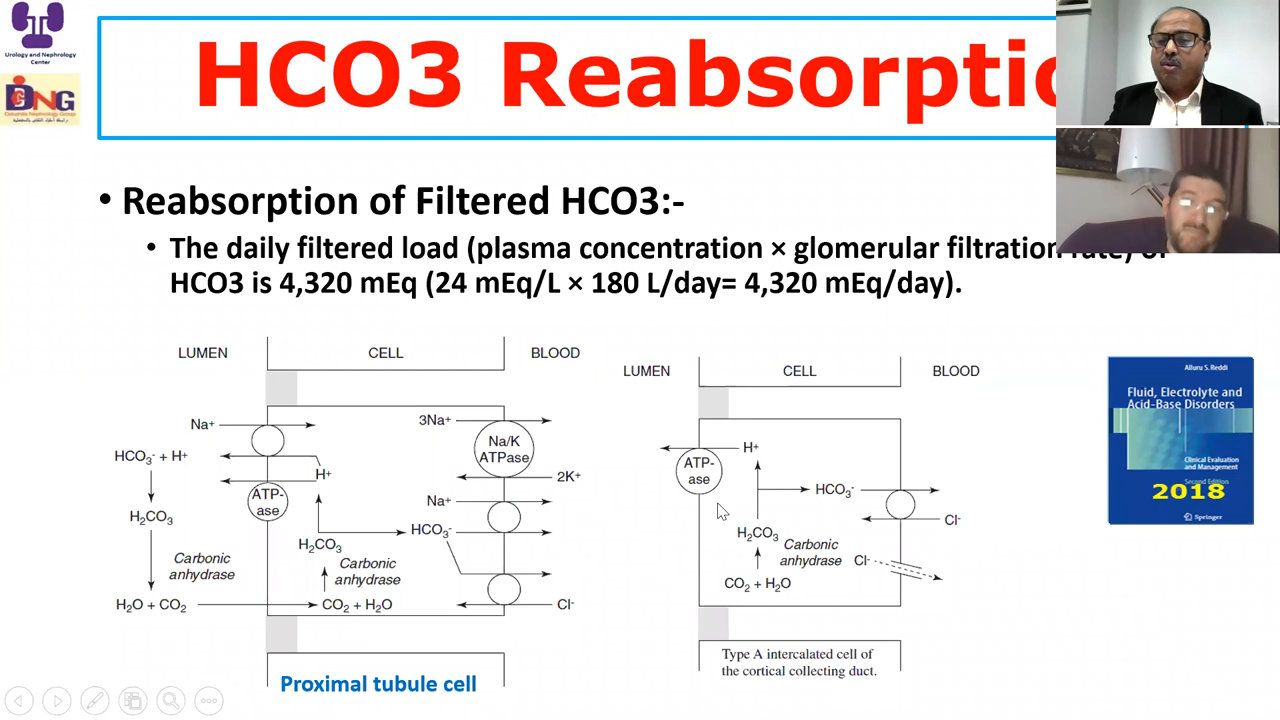 Urology and Nephrology
Center
DNG
HCO3 Reabsorptio
• Reabsorption of Filtered HCO3:-
• The daily filtered load (plasma concentration × glomerular filtration rate) of
HCO3 is 4,320 mEq (24 mEq/L × 180 L/day= 4,320 mEq/day).
LUMEN CELL BLOOD
Na⁺
3Na⁺
Na/K
ATPase
HCO₃⁻ + H⁺
H⁺
2K⁺
ATP-
ase
Na⁺
H₂CO₃
HCO₃⁻
H₂CO₃
Carbonic
anhydrase
Carbonic
anhydrase
H₂O + CO₂
CO₂ + H₂O
Cl⁻
Proximal tubule cell
LUMEN CELL BLOOD
H⁺
ATP-
ase
HCO₃⁻
Cl⁻
H₂CO₃
Carbonic
anhydrase
Cl⁻
CO₂ + H₂O
Type A intercalated cell of
the cortical collecting duct.
Alluru S. Reddi
Fluid, Electrolyte and
Acid-Base Disorders
Clinical Evaluation
and Management
Second Edition
2018
Springer